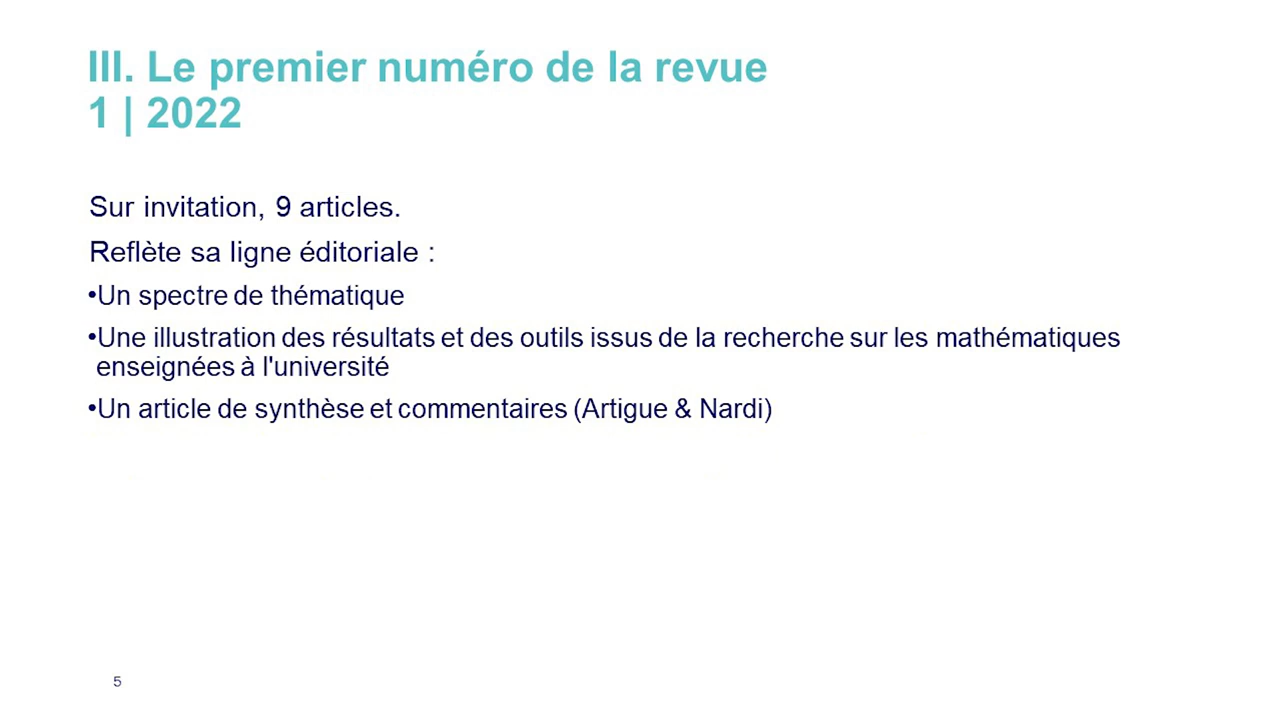 III. Le premier numéro de la revue
1 | 2022
Sur invitation, 9 articles.
Reflète sa ligne éditoriale :
•Un spectre de thématique
•Une illustration des résultats et des outils issus de la recherche sur les mathématiques
enseignées à l'université
•Un article de synthèse et commentaires (Artigue & Nardi)
5